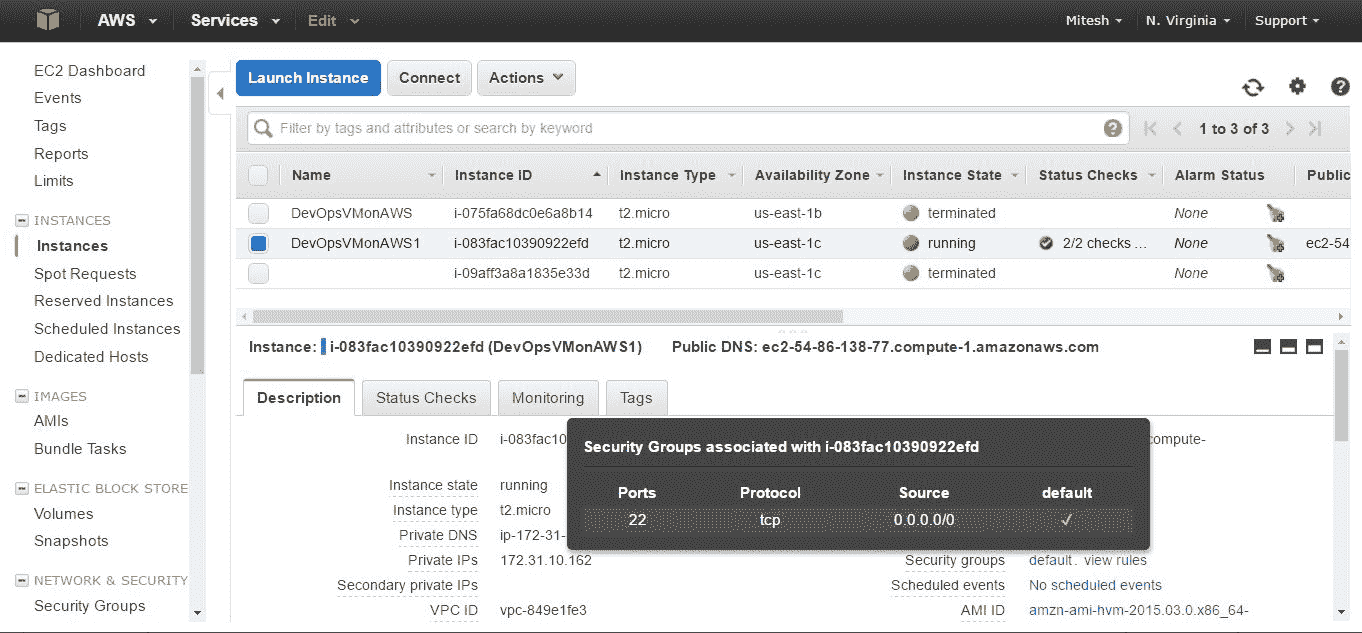 AWS Services Edit Mitesh N. Virginia Support
EC2 Dashboard
Events
Tags
Reports
Limits
INSTANCES
Instances
Spot Requests
Reserved Instances
Scheduled Instances
Dedicated Hosts
IMAGES
AMIs
Bundle Tasks
ELASTIC BLOCK STORE
Volumes
Snapshots
NETWORK & SECURITY
Security Groups
Launch Instance Connect Actions
Filter by tags and attributes or search by keyword
1 to 3 of 3
Name Instance ID Instance Type Availability Zone Instance State Status Checks Alarm Status Public
DevOpsVMonAWS i-075fa68dc0e6a8b14 t2.micro us-east-1b terminated None
DevOpsVMonAWS1 i-083fac10390922efd t2.micro us-east-1c running 2/2 checks ... None ec2-54
i-09aff3a8a1835e33d t2.micro us-east-1c terminated None
Instance: i-083fac10390922efd (DevOpsVMonAWS1) Public DNS: ec2-54-86-138-77.compute-1.amazonaws.com
Description Status Checks Monitoring Tags
Instance ID i-083fac10 compute-
Security Groups associated with i-083fac10390922efd
Ports Protocol Source default
22 tcp 0.0.0.0/0 ✓
Instance state running
Instance type t2.micro
Private DNS ip-172-31-
Private IPs 172.31.10.162 Security groups default. view rules
Secondary private IPs Scheduled events No scheduled events
VPC ID vpc-849e1fe3 AMI ID amzn-ami-hvm-2015.03.0.x86_64-